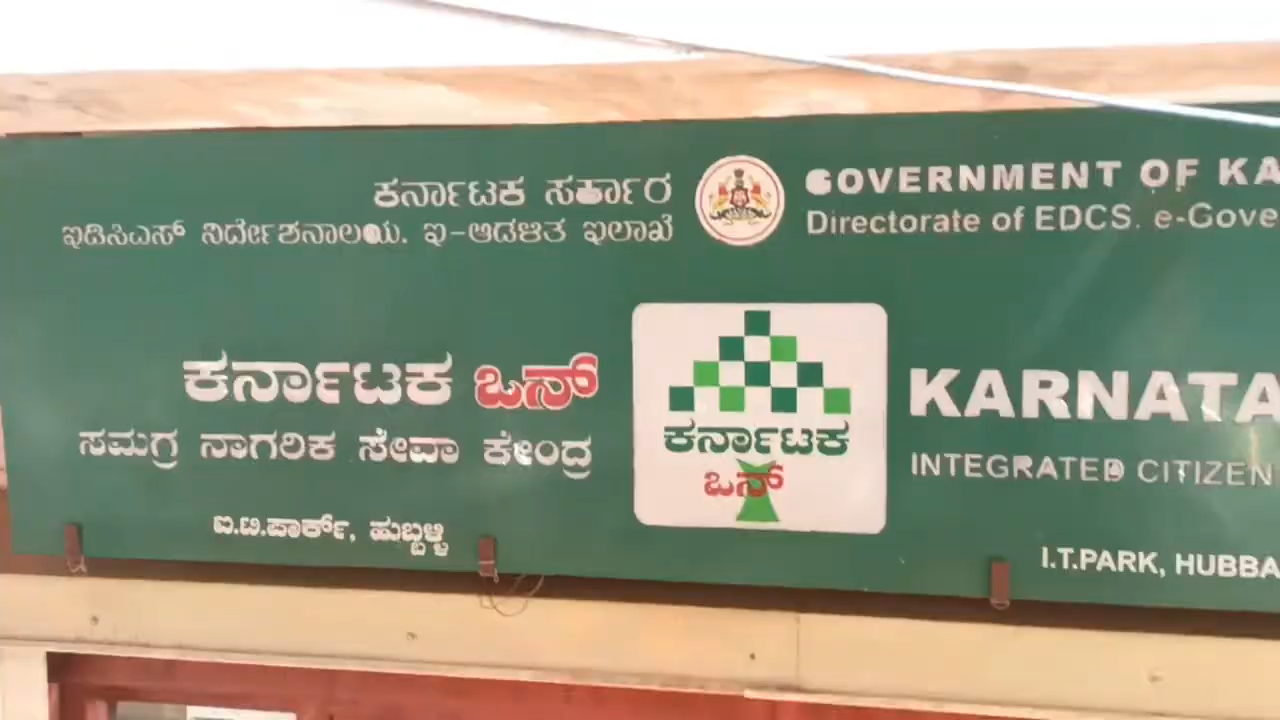 ಕರ್ನಾಟಕ ಸರ್ಕಾರ
ಇಡಿಸಿಎಸ್ ನಿರ್ದೇಶನಾಲಯ. ಇ-ಆಡಳಿತ ಇಲಾಖೆ
GOVERNMENT OF KA
Directorate of EDCS. e-Gove
ಕರ್ನಾಟಕ ಒನ್
ಸಮಗ್ರ ನಾಗರಿಕ ಸೇವಾ ಕೇಂದ್ರ
ಐ.ಟಿ.ಪಾರ್ಕ್, ಹುಬ್ಬಳ್ಳಿ
ಕರ್ನಾಟಕ
ಒನ್
KARNATA
INTEGRATED CITIZEN
I.T.PARK, HUBBA